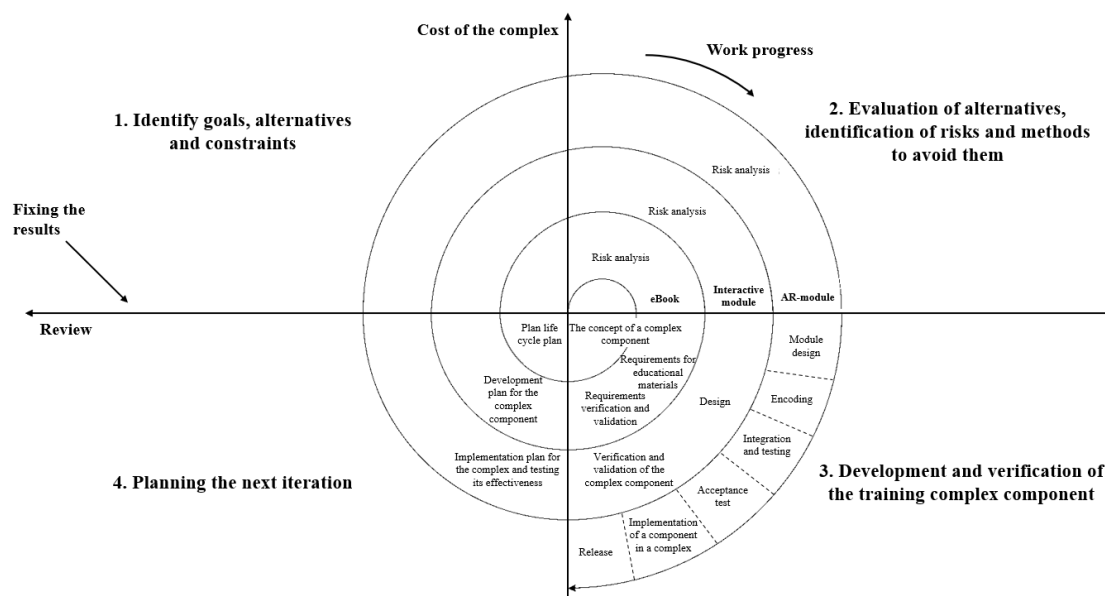 Cost of the complex
Work progress
1. Identify goals, alternatives
and constraints
2. Evaluation of alternatives,
identification of risks and methods
to avoid them
Risk analysis
Fixing the
results
Risk analysis
Risk analysis
eBook
Interactive
module
AR-module
Review
Plan life
cycle plan
The concept of a complex
component
Module
design
Requirements for
educational
materials
Development
plan for the
complex
component
Requirements
verification and
validation
Design
Encoding
Integration
and testing
4. Planning the next iteration
Implementation plan for
the complex and testing
its effectiveness
Verification
and validation of the
complex component
Acceptance
test
3. Development and verification of
the training complex component
Implementation
of a component
in a complex
Release